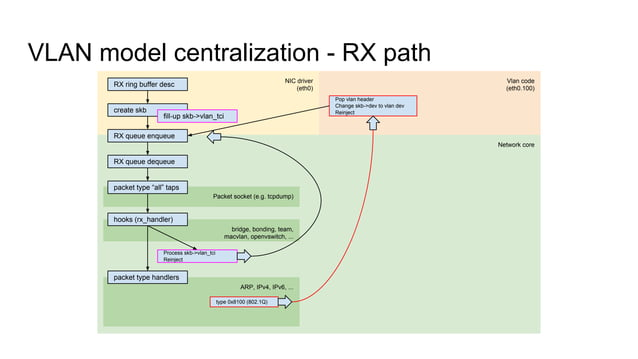 VLAN model centralization - RX path
NIC driver
(eth0)
Vlan code
(eth0.100)
RX ring buffer desc
Pop vlan header
Change skb->dev to vlan dev
Reinject
create skb
fill-up skb->vlan_tci
RX queue enqueue
Network core
RX queue dequeue
packet type “all” taps
Packet socket (e.g. tcpdump)
hooks (rx_handler)
bridge, bonding, team,
macvlan, openvswitch, ...
Process skb->vlan_tci
Reinject
packet type handlers
ARP, IPv4, IPv6, ...
type 0x8100 (802.1Q)